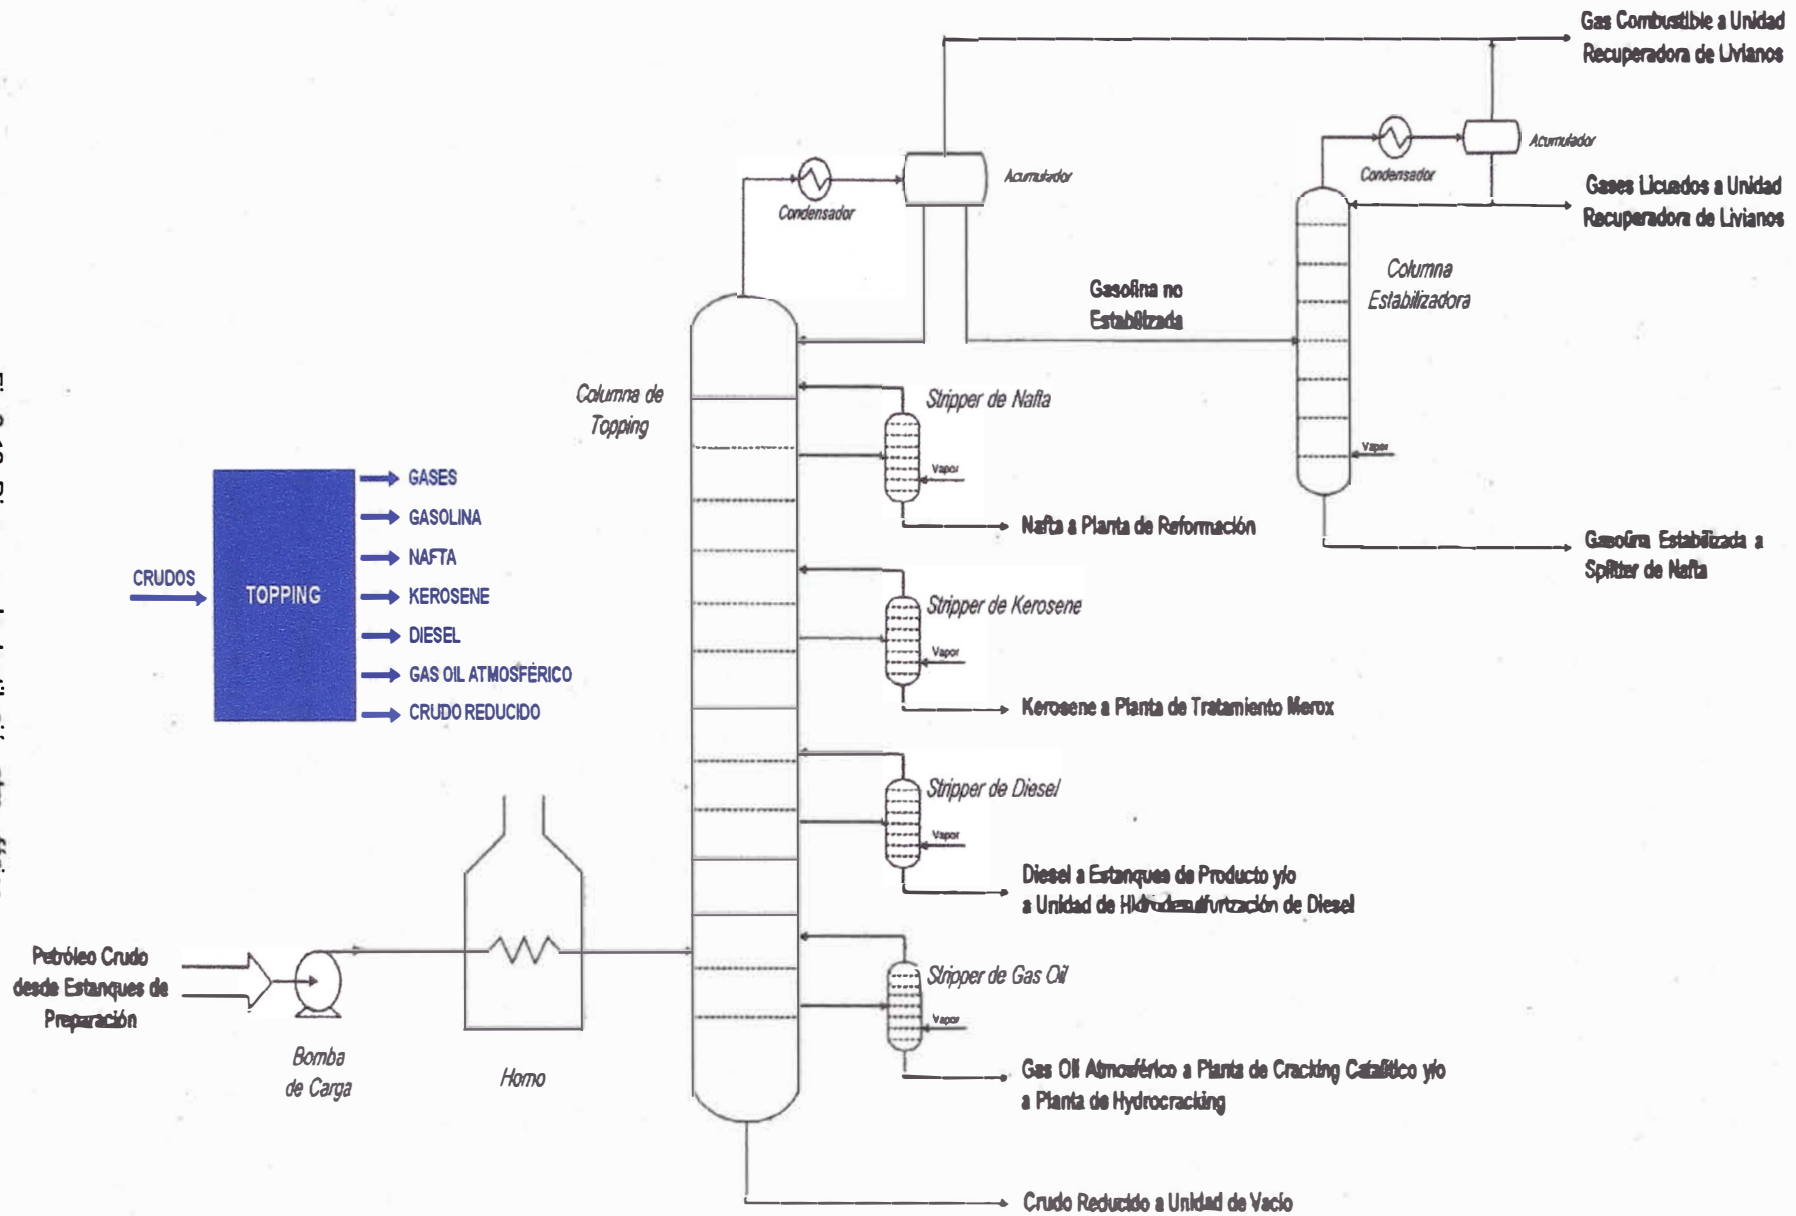 Gas Combustible a Unidad
Recuperadora de Livianos
Acumulador
Condensador
Gases Licuados a Unidad
Recuperadora de Livianos
Acumulador
Condensador
Columna
Estabilizadora
Gasolina no
Estabilizada
Vapor
Gasolina Estabilizada a
Splitter de Nafta
Columna de
Topping
Stripper de Nafta
Vapor
Nafta a Planta de Reformación
Stripper de Kerosene
Vapor
Kerosene a Planta de Tratamiento Merox
Stripper de Diesel
Vapor
Diesel a Estanques de Producto y/o
a Unidad de Hidrodesulfurización de Diesel
Stripper de Gas Oil
Vapor
Gas Oil Atmosférico a Planta de Cracking Catalítico y/o
a Planta de Hydrocracking
Crudo Reducido a Unidad de Vacío
CRUDOS
TOPPING
GASES
GASOLINA
NAFTA
KEROSENE
DIESEL
GAS OIL ATMOSFÉRICO
CRUDO REDUCIDO
Petróleo Crudo
desde Estanques de
Preparación
Bomba
de Carga
Horno